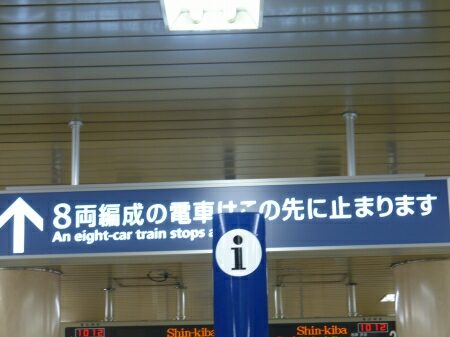 8両編成の電車はこの先に止まります
An eight-car train stops
i
10:12 Shin-kiba
Shin-kiba 10:12